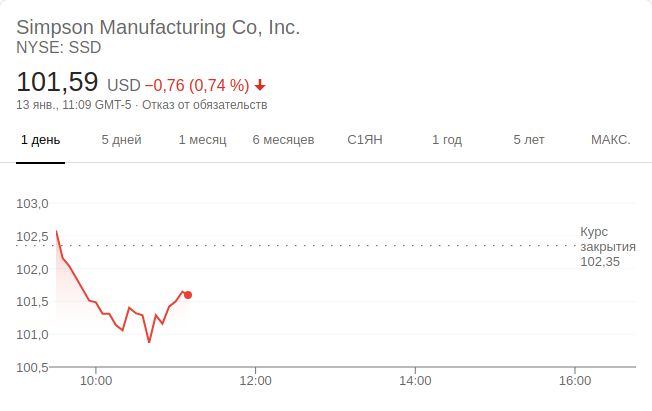 Simpson Manufacturing Co, Inc.
NYSE: SSD
101,59 USD −0,76 (0,74 %)
13 янв., 11:09 GMT-5 · Отказ от обязательств
1 день 5 дней 1 месяц 6 месяцев С1ЯН 1 год 5 лет МАКС.
103,0
102,5
102,0
101,5
101,0
100,5
Курс
закрытия
102,35
10:00 12:00 14:00 16:00